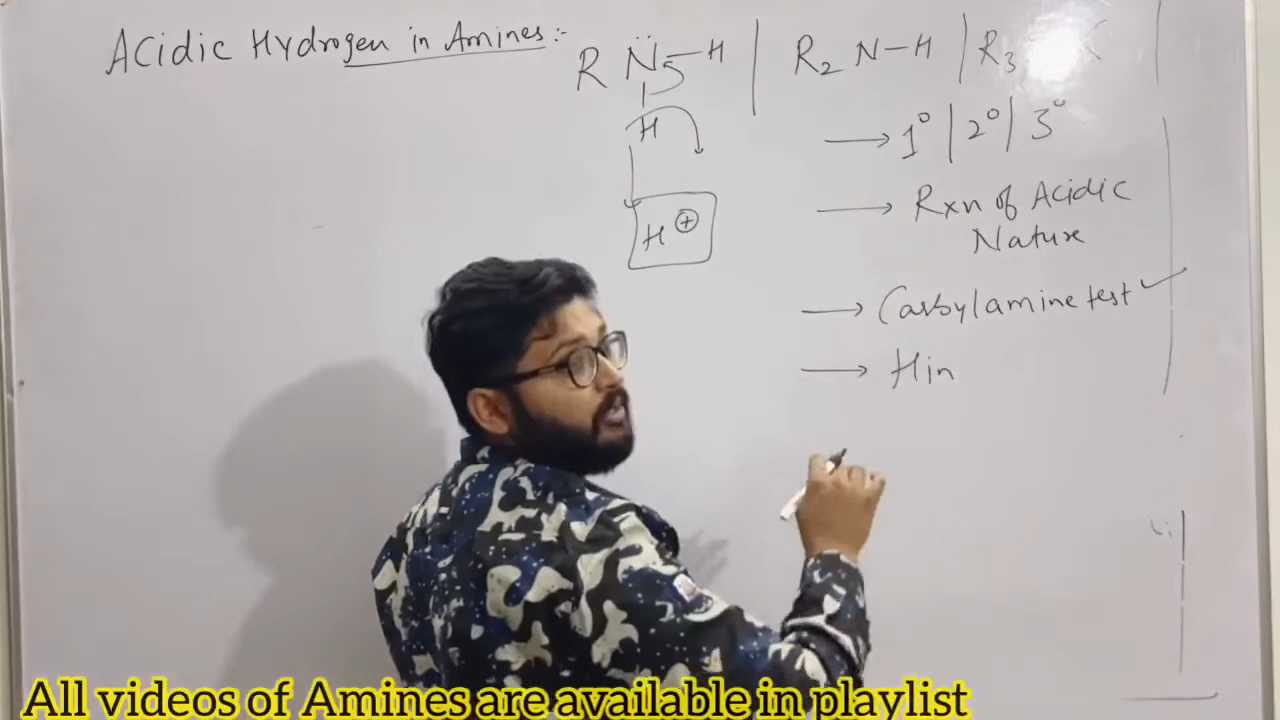 Acidic Hydrogen in Amines:-
R N̈-H | R₂ N-H | R₃
H
H ⊕
→ 1° | 2° | 3°
→ Rxn of Acidic
Nature
→ Carbylamine test ✓
→ Hin
All videos of Amines are available in playlist